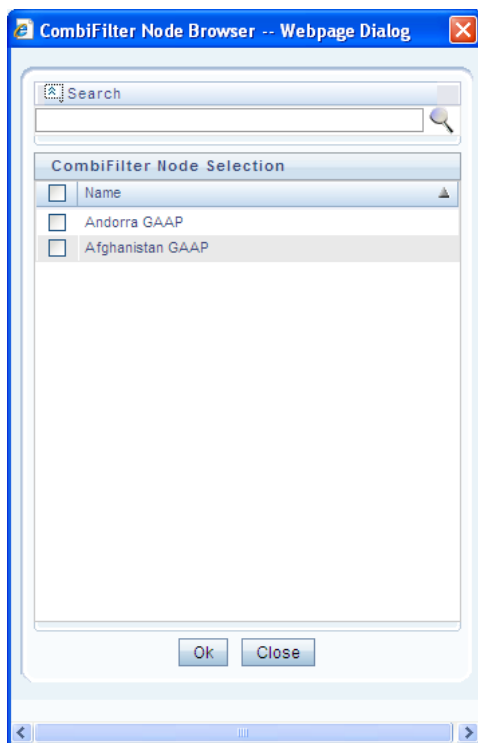 CombiFilter Node Browser -- Webpage Dialog
Search
CombiFilter Node Selection
Name
Andorra GAAP
Afghanistan GAAP
Ok Close